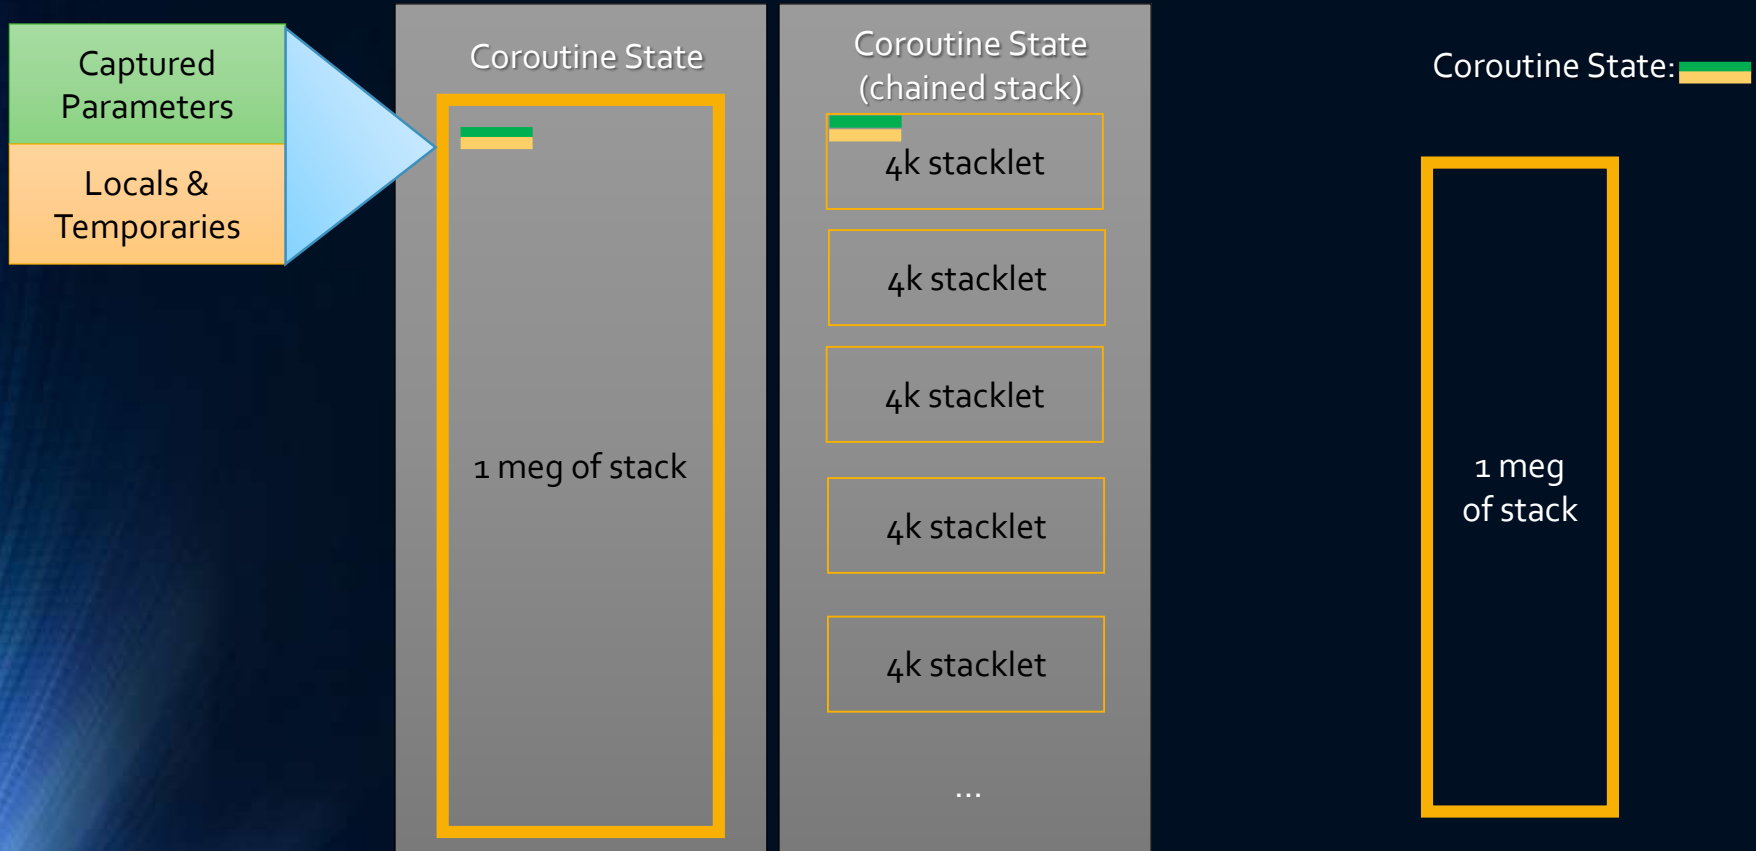 Captured
Parameters
Locals &
Temporaries
Coroutine State
1 meg of stack
Coroutine State
(chained stack)
4k stacklet
4k stacklet
4k stacklet
4k stacklet
4k stacklet
...
Coroutine State:
1 meg
of stack